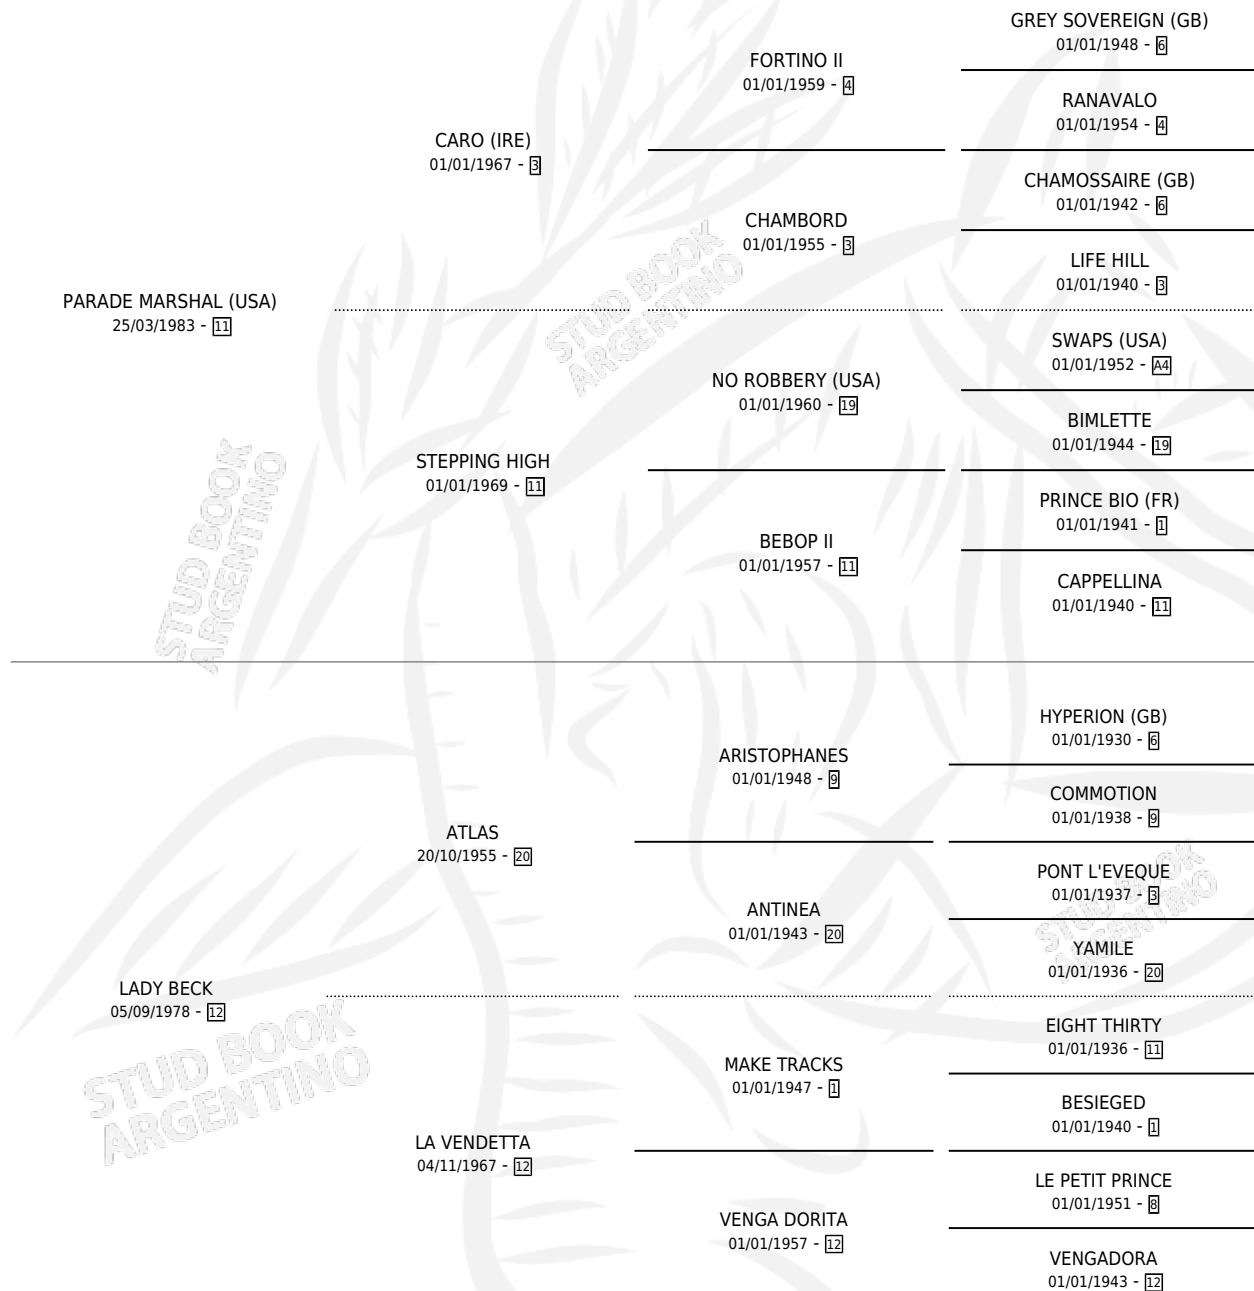 GREY SOVEREIGN (GB)
01/01/1948 - 6
FORTINO II
01/01/1959 - 4
RANAVALO
01/01/1954 - 4
CARO (IRE)
01/01/1967 - 3
CHAMOSSAIRE (GB)
01/01/1942 - 6
CHAMBORD
01/01/1955 - 3
LIFE HILL
01/01/1940 - 3
PARADE MARSHAL (USA)
25/03/1983 - 11
SWAPS (USA)
01/01/1952 - A4
NO ROBBERY (USA)
01/01/1960 - 19
BIMLETTE
01/01/1944 - 19
STEPPING HIGH
01/01/1969 - 11
PRINCE BIO (FR)
01/01/1941 - 1
BEBOP II
01/01/1957 - 11
CAPPELLINA
01/01/1940 - 11
HYPERION (GB)
01/01/1930 - 6
ARISTOPHANES
01/01/1948 - 9
COMMOTION
01/01/1938 - 9
ATLAS
20/10/1955 - 20
PONT L'EVEQUE
01/01/1937 - 3
ANTINEA
01/01/1943 - 20
YAMILE
01/01/1936 - 20
LADY BECK
05/09/1978 - 12
EIGHT THIRTY
01/01/1936 - 11
MAKE TRACKS
01/01/1947 - 1
BESIEGED
01/01/1940 - 1
LA VENDETTA
04/11/1967 - 12
LE PETIT PRINCE
01/01/1951 - 8
VENGA DORITA
01/01/1957 - 12
VENGADORA
01/01/1943 - 12
STUD BOOK
ARGENTINO
STUD BOOK
ARGENTINO
STUD BOOK
ARGENTINO
STUD BOOK
ARGENTINO